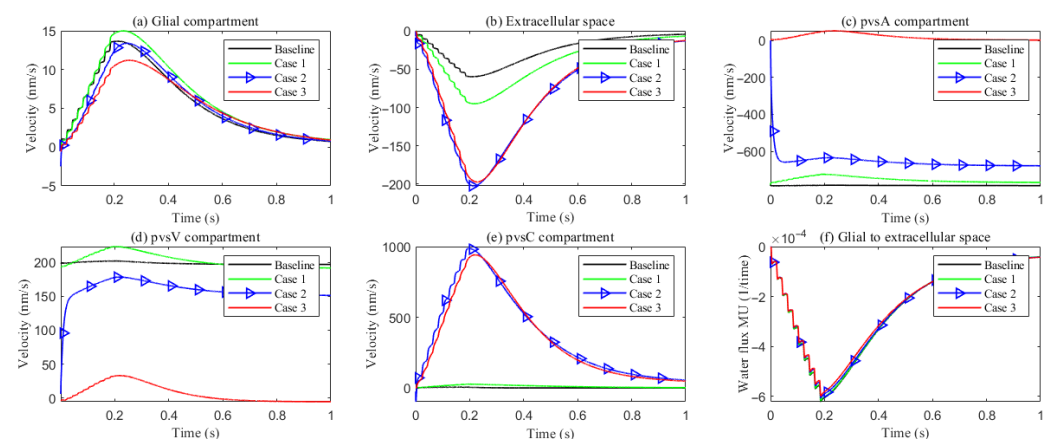 (a) Glial compartment
Velocity (nm/s)
15
10
5
0
−5
0
0.2
0.4
0.6
0.8
1
Time (s)
Baseline
Case 1
Case 2
Case 3
(b) Extracellular space
Velocity (nm/s)
0
−50
−100
−150
−200
0
0.2
0.4
0.6
0.8
1
Time (s)
Baseline
Case 1
Case 2
Case 3
(c) pvsA compartment
Velocity (nm/s)
0
−200
−400
−600
0
0.2
0.4
0.6
0.8
1
Time (s)
Baseline
Case 1
Case 2
Case 3
(d) pvsV compartment
Velocity (nm/s)
200
150
100
50
0
0
0.2
0.4
0.6
0.8
1
Time (s)
Baseline
Case 1
Case 2
Case 3
(e) pvsC compartment
Velocity (nm/s)
1000
500
0
0
0.2
0.4
0.6
0.8
1
Time (s)
Baseline
Case 1
Case 2
Case 3
(f) Glial to extracellular space
×10⁻⁴
Water flux MU (1/time)
0
−2
−4
−6
0
0.2
0.4
0.6
0.8
1
Time (s)
Baseline
Case 1
Case 2
Case 3